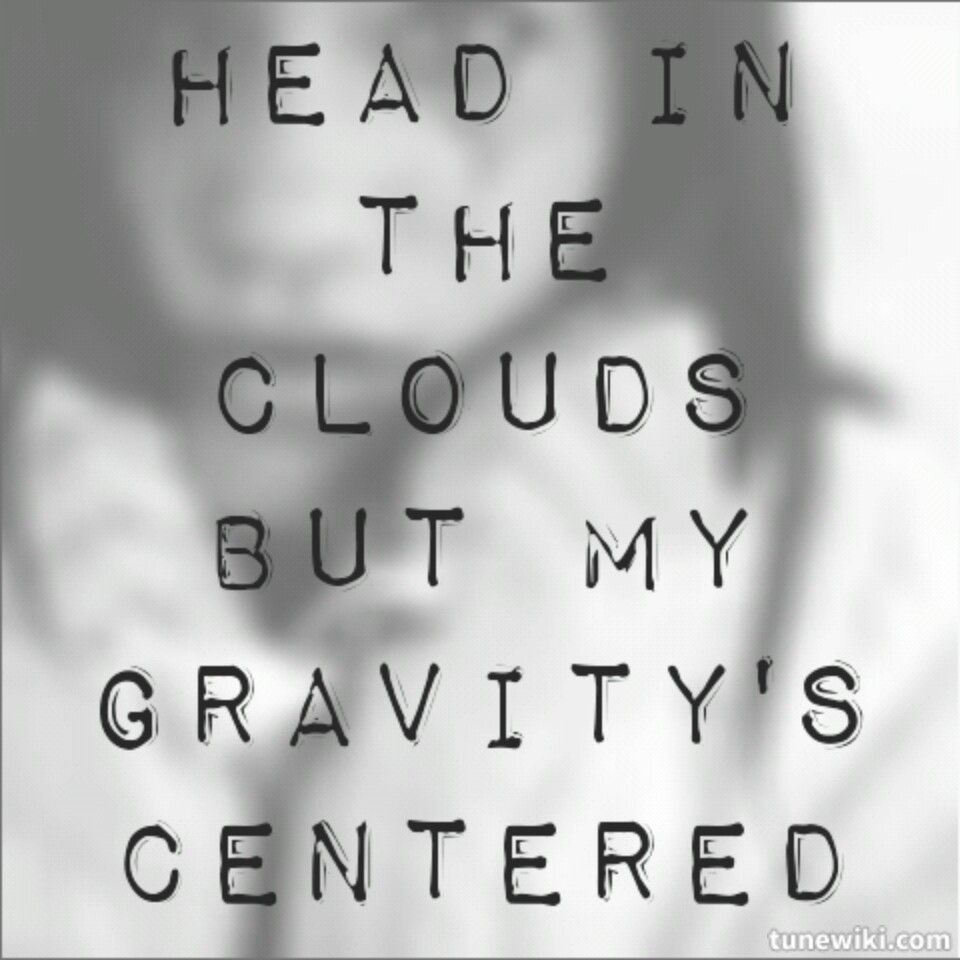 HEAD IN
THE
CLOUDS
BUT MY
GRAVITY'S
CENTERED
tunewiki.com